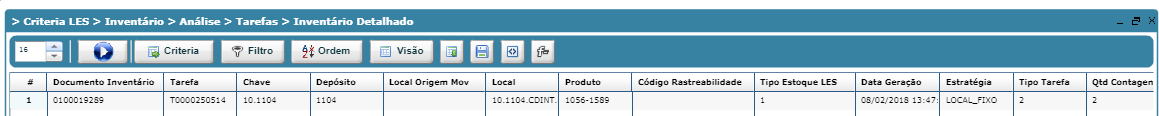 > Criteria LES > Inventário > Análise > Tarefas > Inventário Detalhado
16 Criteria Filtro Ordem Visão
# Documento Inventário Tarefa Chave Depósito Local Origem Mov Local Produto Código Rastreabilidade Tipo Estoque LES Data Geração Estratégia Tipo Tarefa Qtd Contagen
1 0100019289 T0000250514 10.1104 1104 10.1104.CDINT. 1056-1589 1 08/02/2018 13:47: LOCAL_FIXO 2 2